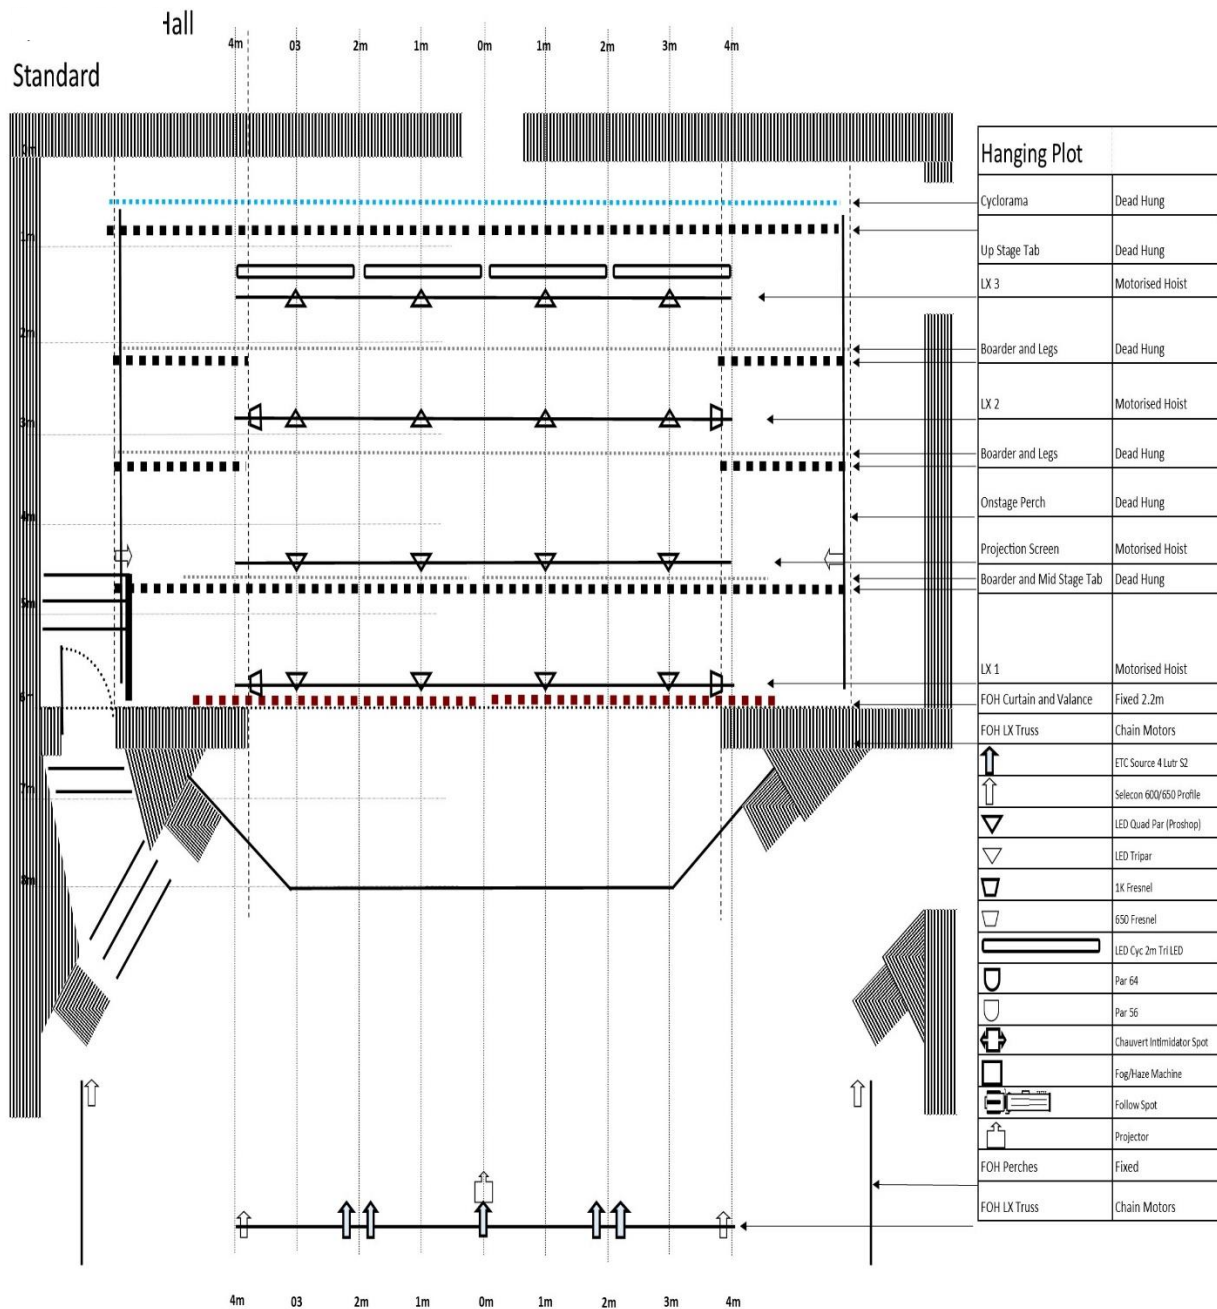 Hall
Standard
4m 03 2m 1m 0m 1m 2m 3m 4m
1m
2m
3m
4m
5m
7m
8m
Hanging Plot
Cyclorama Dead Hung
Up Stage Tab Dead Hung
LX 3 Motorised Hoist
Boarder and Legs Dead Hung
LX 2 Motorised Hoist
Boarder and Legs Dead Hung
Onstage Perch Dead Hung
Projection Screen Motorised Hoist
Boarder and Mid Stage Tab Dead Hung
LX 1 Motorised Hoist
FOH Curtain and Valance Fixed 2.2m
FOH LX Truss Chain Motors
ETC Source 4 Lutr S2
Selecon 600/650 Profile
LED Quad Par (Proshop)
LED Tripar
1K Fresnel
650 Fresnel
LED Cyc 2m Tri LED
Par 64
Par 56
Chauvert Intimidator Spot
Fog/Haze Machine
Follow Spot
Projector
FOH Perches Fixed
FOH LX Truss Chain Motors
4m 03 2m 1m 0m 1m 2m 3m 4m